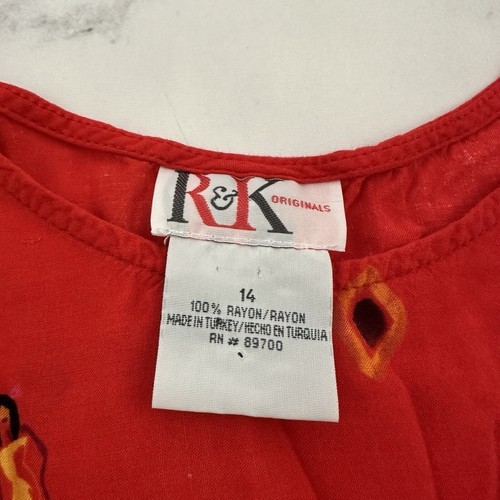 R&K ORIGINALS
14
100% RAYON/RAYON
MADE IN TURKEY/HECHO EN TURQUIA
RN # 89700